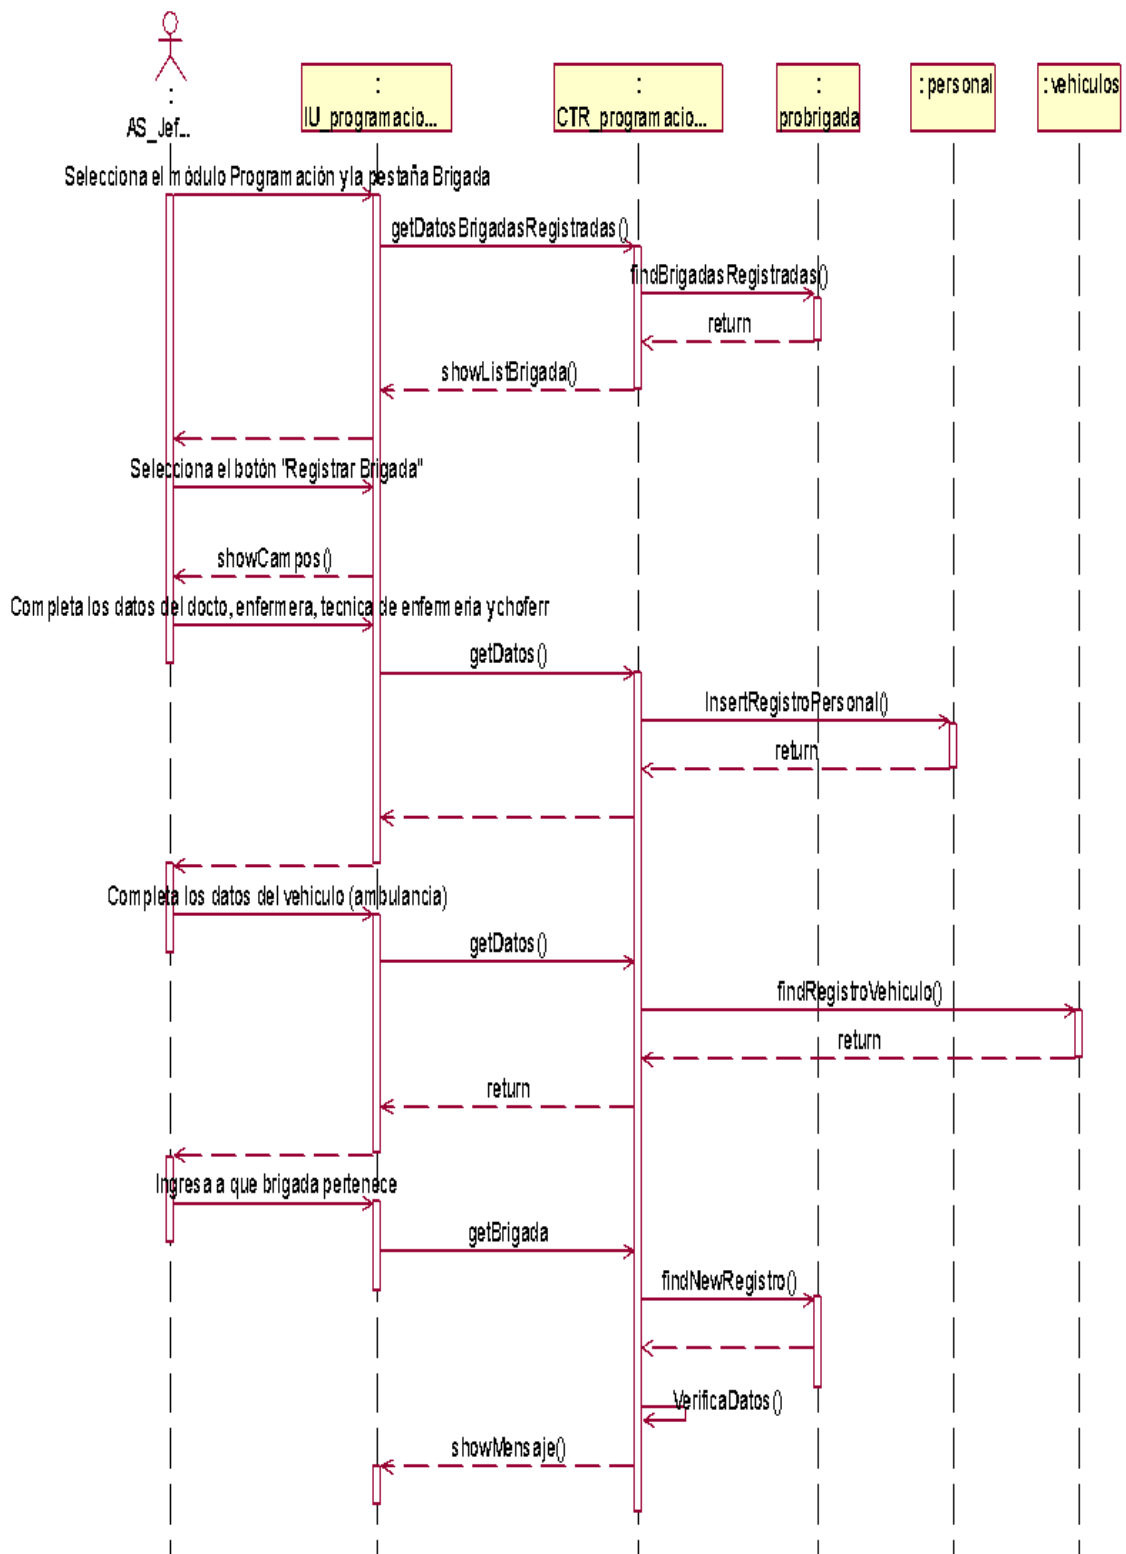 :
AS_Jef...
:
IU_programacio...
:
CTR_programacio...
:
probrigada
: personal
: vehiculos
Selecciona el módulo Programación y la pestaña Brigada
getDatosBrigadasRegistradas()
findBrigadasRegistradas()
return
showListBrigada()
Selecciona el botón "Registrar Brigada"
showCampos()
Completa los datos del docto, enfermera, tecnica de enfermeria y choferr
getDatos()
InsertRegistroPersonal()
return
Completa los datos del vehiculo (ambulancia)
getDatos()
findRegistroVehiculo()
return
return
Ingresa a que brigada pertenece
getBrigada
findNewRegistro()
VerificaDatos()
showMensaje()